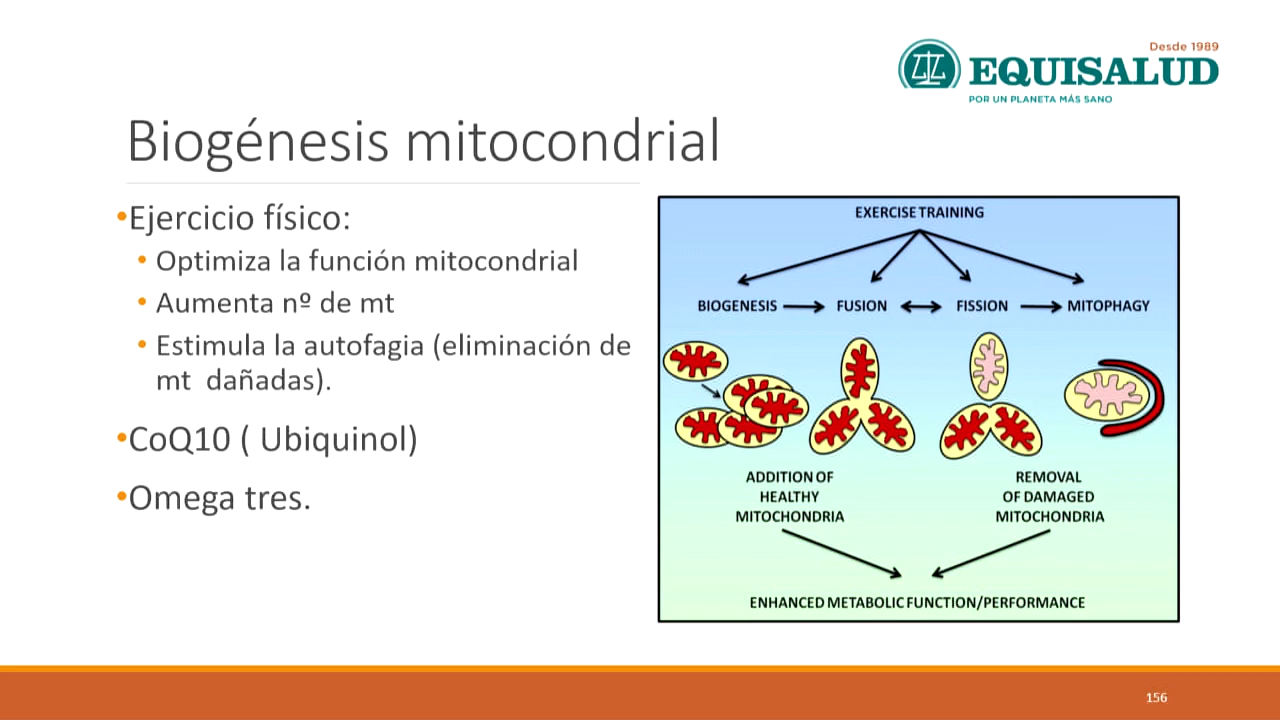 Desde 1989
EQUISALUD
POR UN PLANETA MÁS SANO
Biogénesis mitocondrial
•Ejercicio físico:
• Optimiza la función mitocondrial
• Aumenta nº de mt
• Estimula la autofagia (eliminación de
mt dañadas).
•CoQ10 ( Ubiquinol)
•Omega tres.
EXERCISE TRAINING
BIOGENESIS FUSION FISSION MITOPHAGY
ADDITION OF
HEALTHY
MITOCHONDRIA
REMOVAL
OF DAMAGED
MITOCHONDRIA
ENHANCED METABOLIC FUNCTION/PERFORMANCE
156